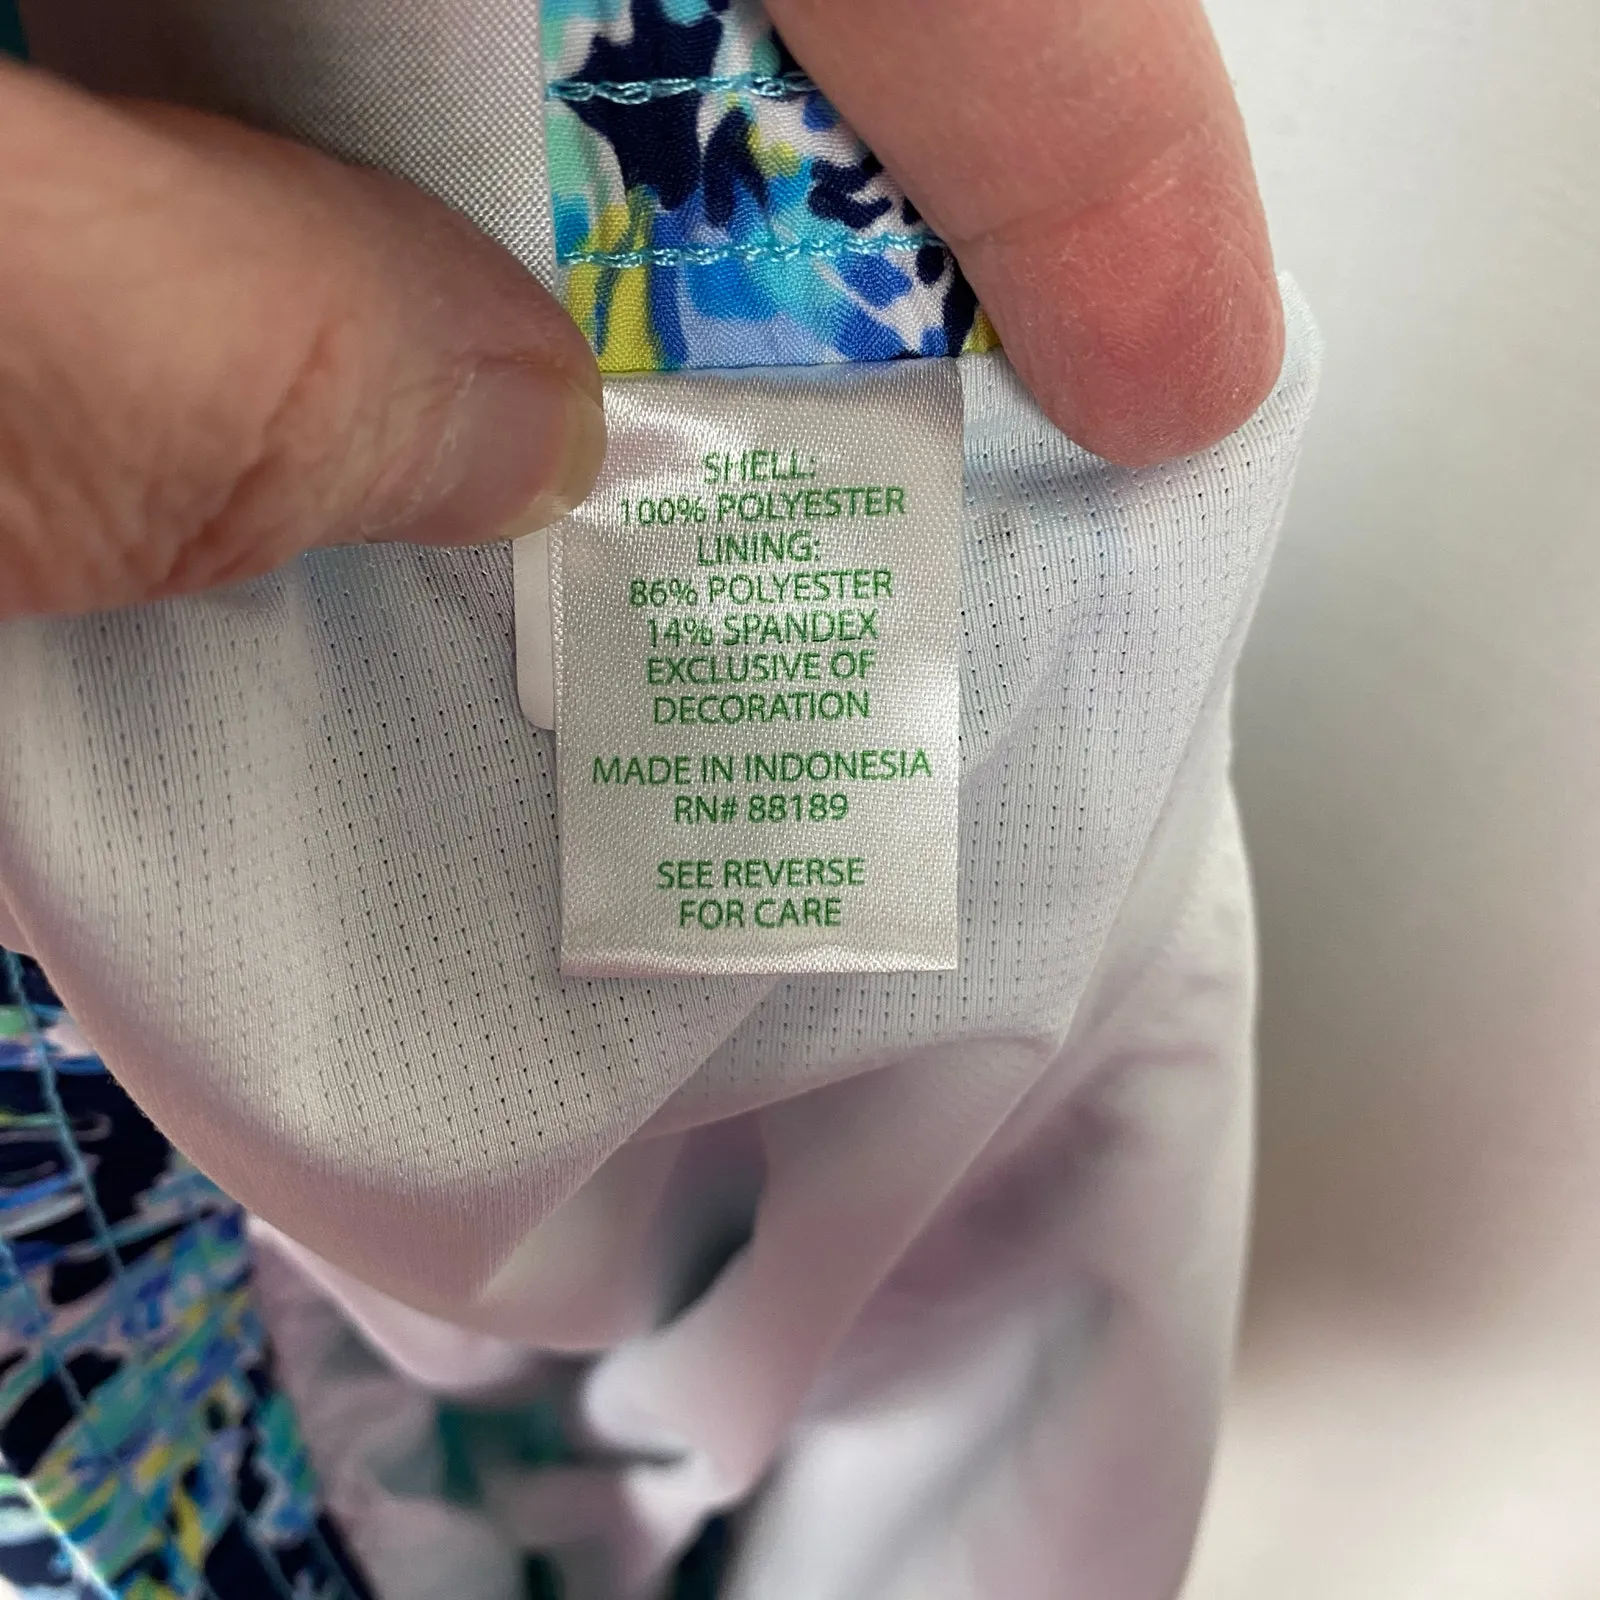 SHELL:
100% POLYESTER
LINING:
86% POLYESTER
14% SPANDEX
EXCLUSIVE OF
DECORATION
MADE IN INDONESIA
RN# 88189
SEE REVERSE
FOR CARE